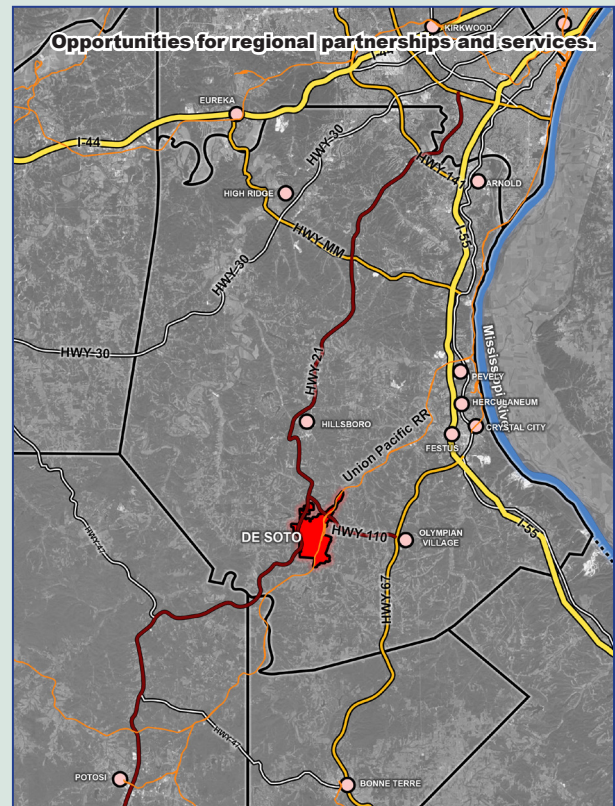 Opportunities for regional partnerships and services.
KIRKWOOD
I-44
EUREKA
I-44
HWY-30
HWY-141
ARNOLD
HIGH RIDGE
HWY-MM
I-55
HWY-30
HWY-30
HWY-21
Mississippi River
PEVELY
HERCULANEUM
HILLSBORO
CRYSTAL CITY
FESTUS
Union Pacific RR
HWY-47
DE SOTO
HWY 110
OLYMPIAN
VILLAGE
I-55
HWY-67
HWY-47
POTOSI
BONNE TERRE